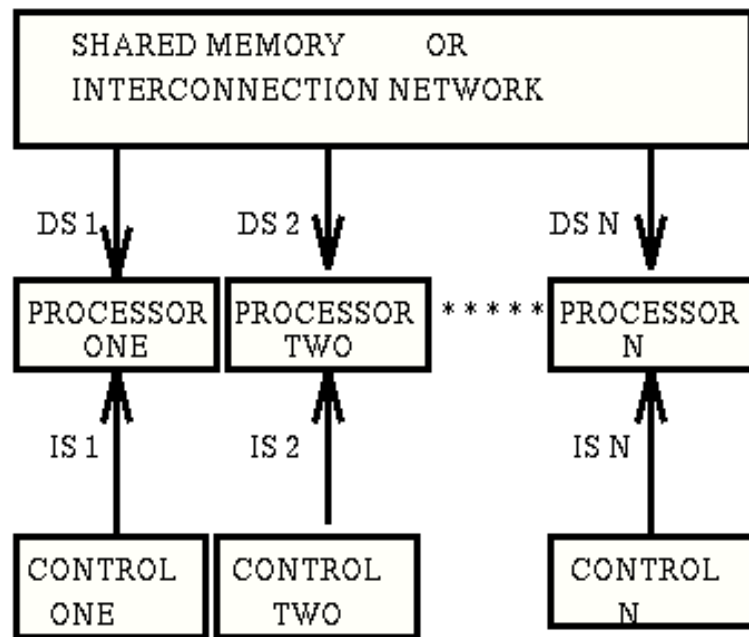 SHARED MEMORY OR
INTERCONNECTION NETWORK
DS 1 DS 2 DS N
PROCESSOR
ONE
PROCESSOR
TWO
* * * * *
PROCESSOR
N
IS 1 IS 2 IS N
CONTROL
ONE
CONTROL
TWO
CONTROL
N